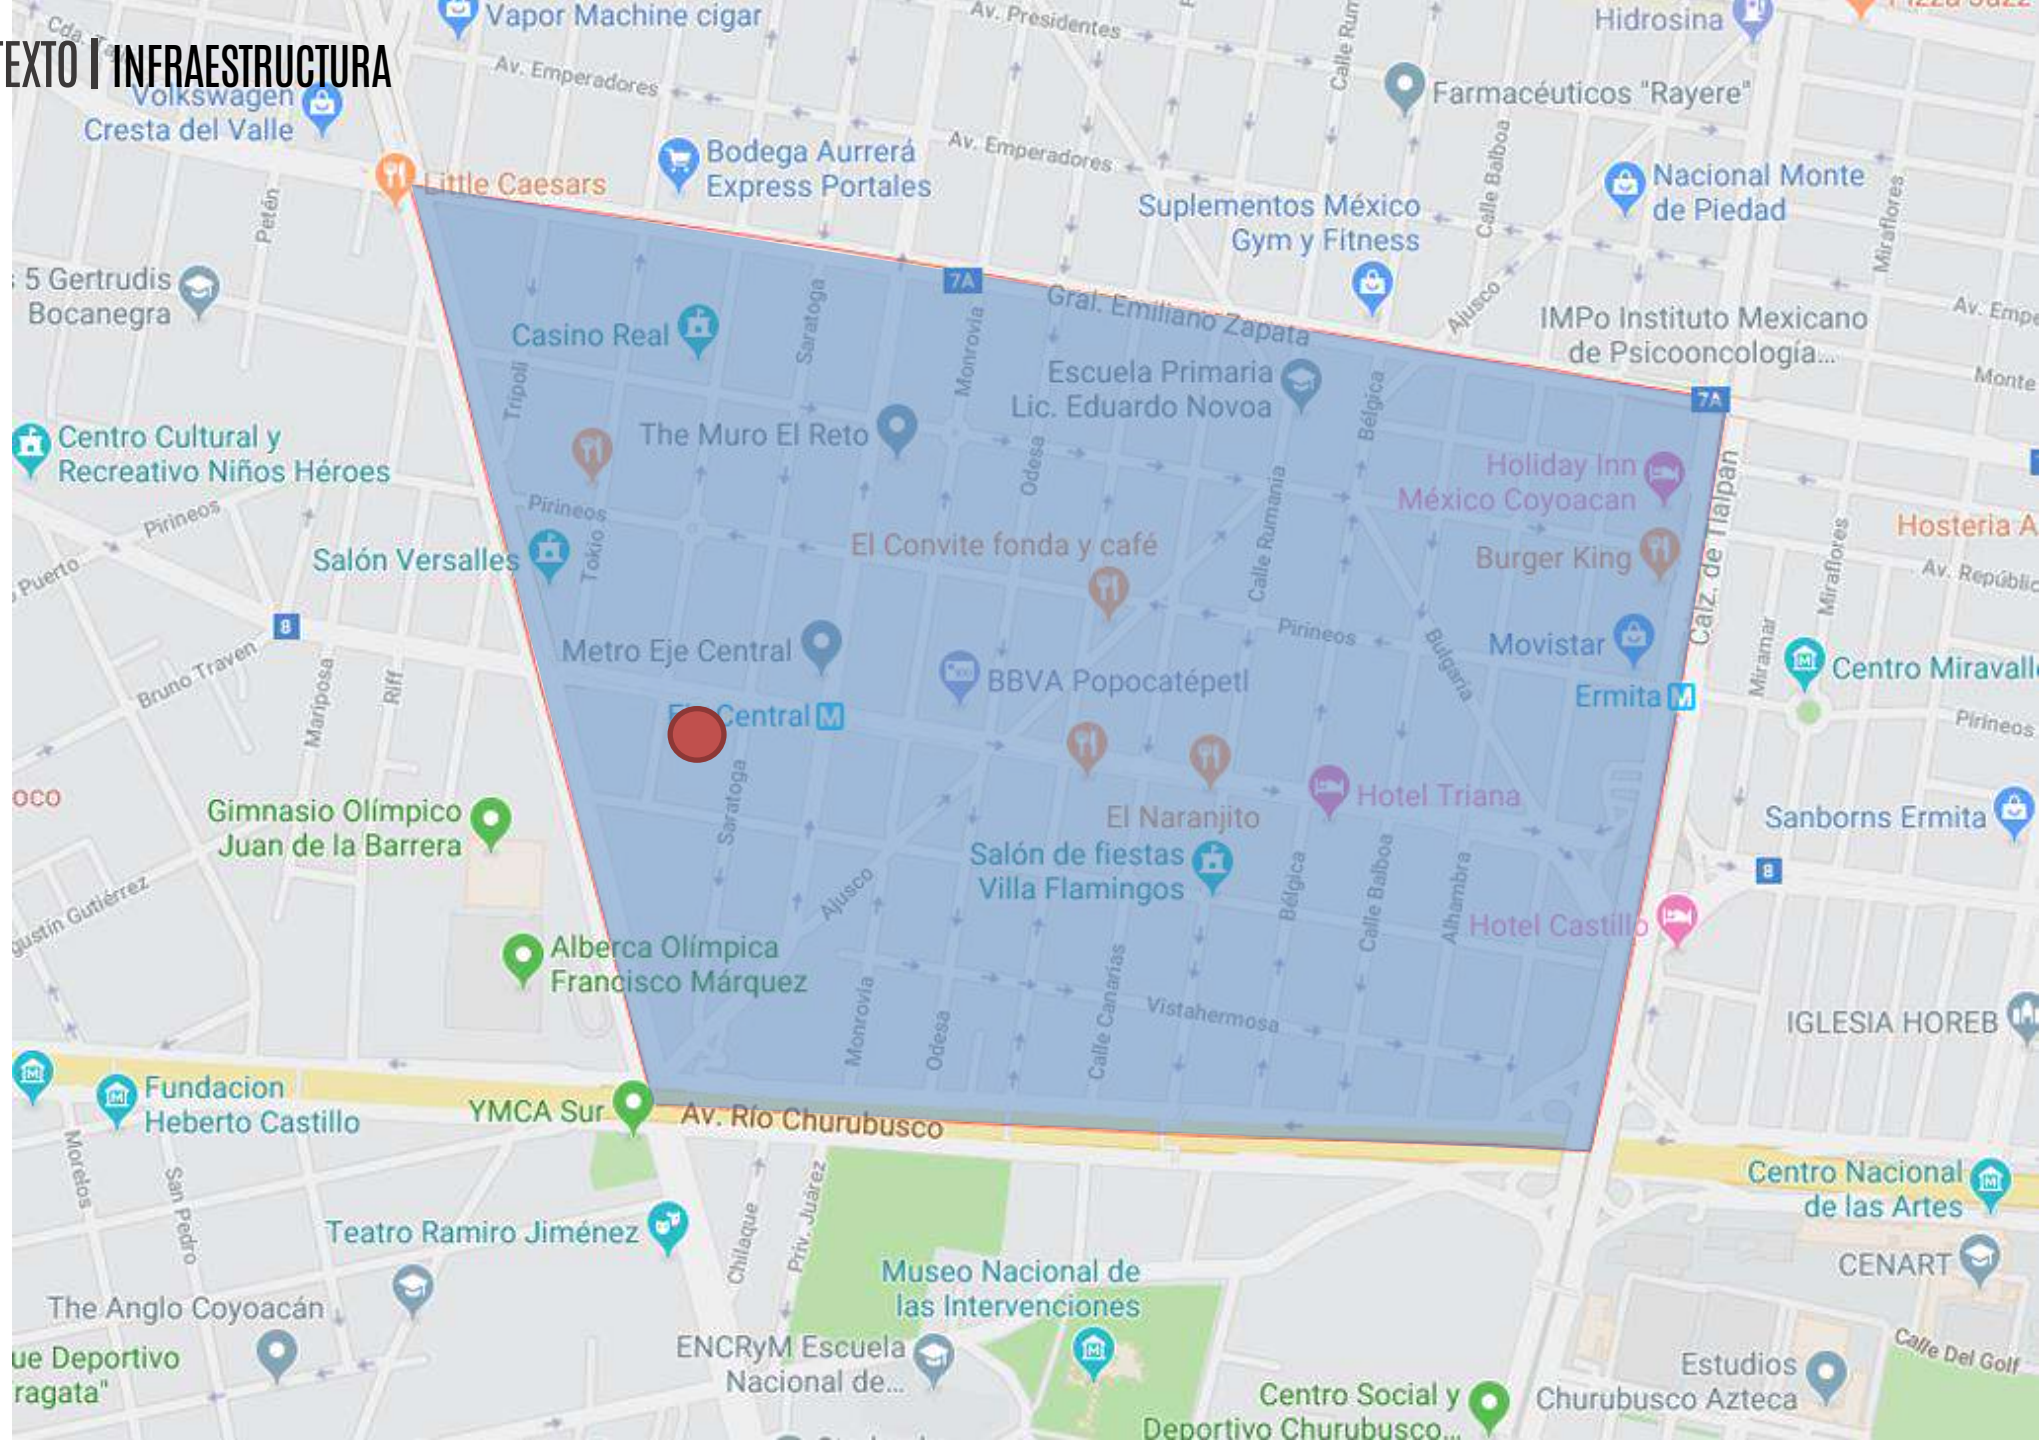 EXTO | INFRAESTRUCTURA
Vapor Machine cigar
Av. Presidentes
Hidrosina
Av. Emperadores
Volkswagen
Cresta del Valle
Farmacéuticos "Rayere"
Bodega Aurrerá
Express Portales
Av. Emperadores
Calle Balboa
Little Caesars
Nacional Monte
de Piedad
Suplementos México
Gym y Fitness
Petén
Miraflores
5 Gertrudis
Bocanegra
7A
Gral. Emiliano Zapata
Ajusco
IMPo Instituto Mexicano
de Psicooncología...
Casino Real
Saratoga
Monrovia
Escuela Primaria
Lic. Eduardo Novoa
Monte
7A
Tripoli
Bélgica
Centro Cultural y
Recreativo Niños Héroes
The Muro El Reto
Odesa
Holiday Inn
México Coyoacan
Calz. de Tlalpan
Pirineos
Pirineos
Calle Rumania
Hosteria A
Salón Versalles
Tokio
El Convite fonda y café
Burger King
Miraflores
Puerto
8
Pirineos
Bulgaria
Movistar
Miramar
Bruno Traven
Mariposa
Riff
Metro Eje Central
BBVA Popocatépetl
Ermita M
Centro Miravall
Central M
Pirineos
oco
Gimnasio Olímpico
Juan de la Barrera
Saratoga
El Naranjito
Hotel Triana
Sanborns Ermita
Salón de fiestas
Villa Flamingos
8
Ajusco
Bélgica
Calle Balboa
Alhambra
Hotel Castillo
gustín Gutiérrez
Alberca Olímpica
Francisco Márquez
Monrovia
Odesa
Calle Canarias
Vistahermosa
IGLESIA HOREB
Fundacion
Heberto Castillo
YMCA Sur
Av. Río Churubusco
Morelos
San Pedro
Chilaque
Priv. Juárez
Centro Nacional
de las Artes
Teatro Ramiro Jiménez
CENART
Museo Nacional de
las Intervenciones
The Anglo Coyoacán
ENCRyM Escuela
Nacional de...
Calle Del Golf
ue Deportivo
ragata"
Estudios
Churubusco Azteca
Centro Social y
Deportivo Churubusco...